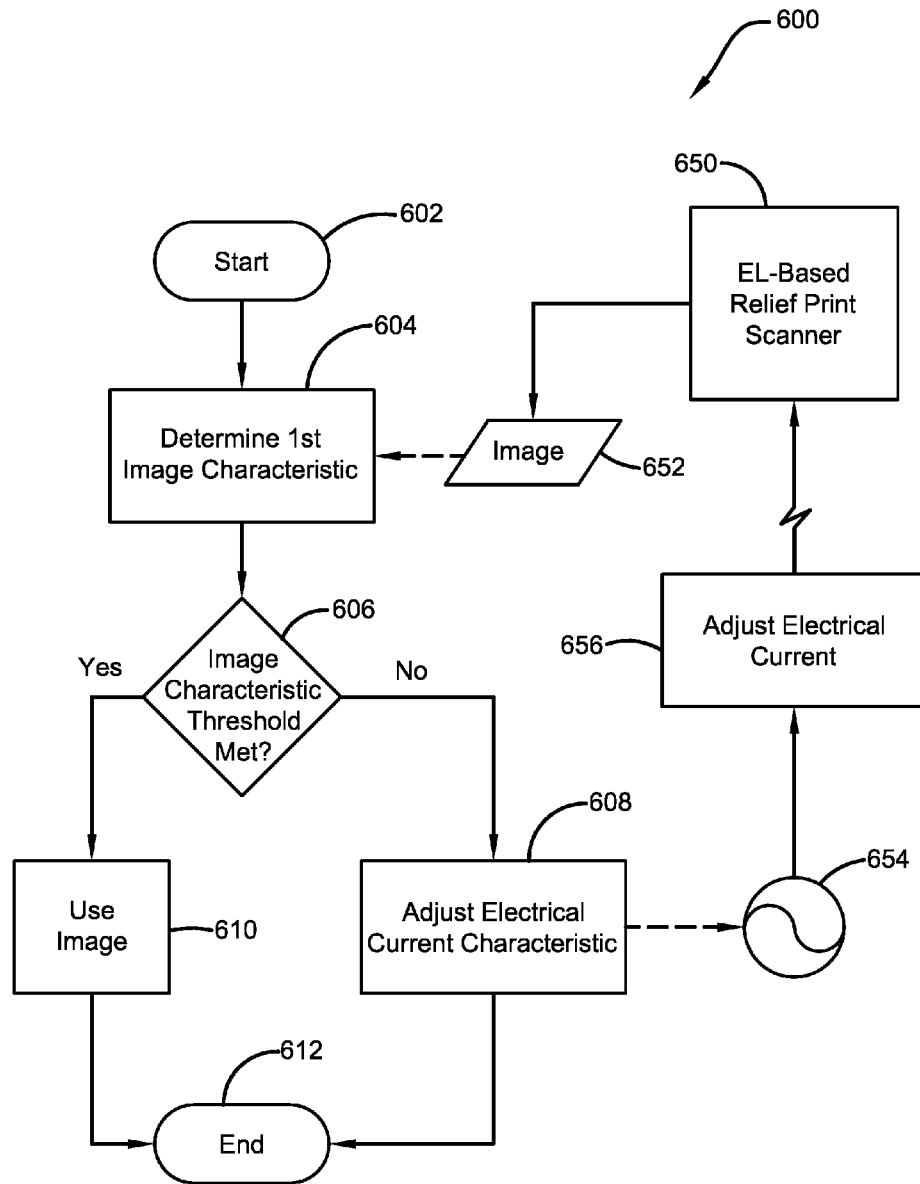 600
650
602
Start
EL-Based
Relief Print
Scanner
604
Determine 1st
Image Characteristic
Image
652
606
Image
Characteristic
Threshold
Met?
Yes
No
656
Adjust Electrical
Current
608
654
Use
Image
610
Adjust Electrical
Current Characteristic
612
End